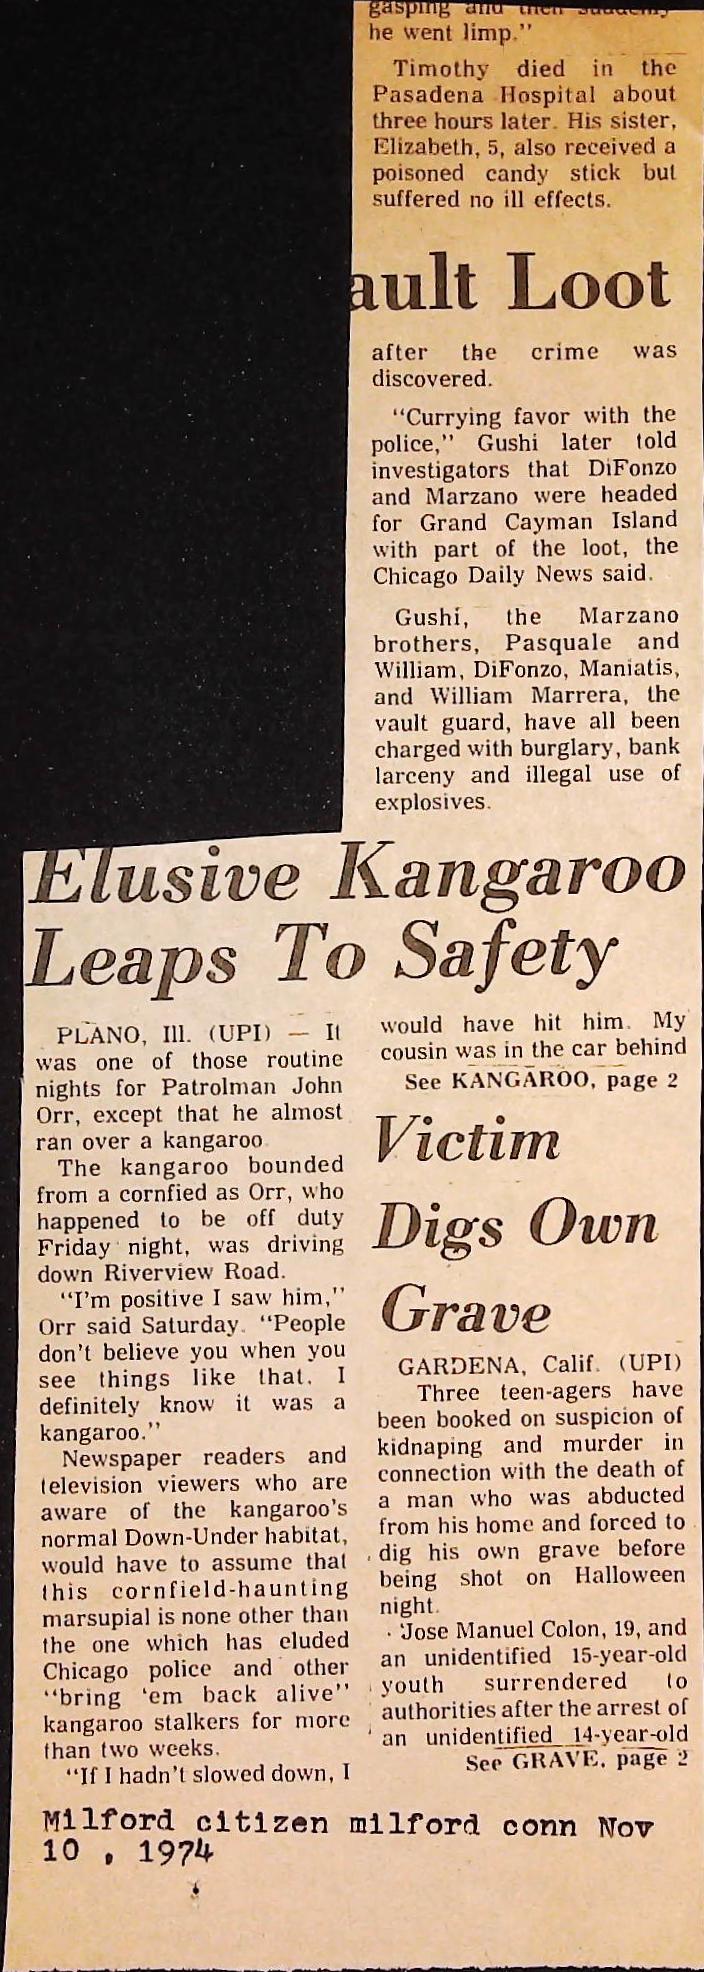 gasping and then suddenly
he went limp."
Timothy died in the
Pasadena Hospital about
three hours later. His sister,
Elizabeth, 5, also received a
poisoned candy stick but
suffered no ill effects.
ault Loot
after the crime was
discovered.
"Currying favor with the
police," Gushi later told
investigators that DiFonzo
and Marzano were headed
for Grand Cayman Island
with part of the loot, the
Chicago Daily News said.
Gushi, the Marzano
brothers, Pasquale and
William, DiFonzo, Maniatis,
and William Marrera, the
vault guard, have all been
charged with burglary, bank
larceny and illegal use of
explosives.
Elusive Kangaroo
Leaps To Safety
PLANO, Ill. (UPI) — It
was one of those routine
nights for Patrolman John
Orr, except that he almost
ran over a kangaroo.
The kangaroo bounded
from a cornfied as Orr, who
happened to be off duty
Friday night, was driving
down Riverview Road.
"I'm positive I saw him,"
Orr said Saturday. "People
don't believe you when you
see things like that. I
definitely know it was a
kangaroo."
Newspaper readers and
television viewers who are
aware of the kangaroo's
normal Down-Under habitat,
would have to assume that
this cornfield-haunting
marsupial is none other than
the one which has eluded
Chicago police and other
"bring 'em back alive"
kangaroo stalkers for more
than two weeks.
"If I hadn't slowed down, I
would have hit him. My
cousin was in the car behind
See KANGAROO, page 2
Victim
Digs Own
Grave
GARDENA, Calif. (UPI)
Three teen-agers have
been booked on suspicion of
kidnaping and murder in
connection with the death of
a man who was abducted
from his home and forced to
dig his own grave before
being shot on Halloween
night.
Jose Manuel Colon, 19, and
an unidentified 15-year-old
youth surrendered to
authorities after the arrest of
an unidentified 14-year-old
See GRAVE, page 2
Milford citizen milford conn Nov
10 , 1974